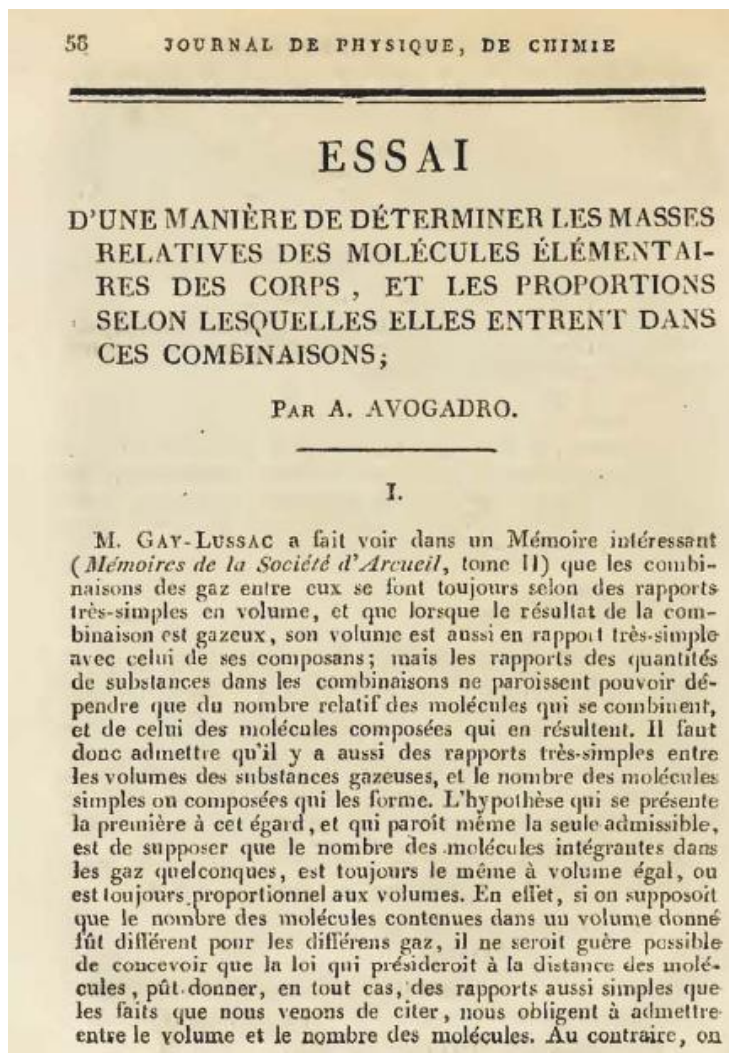 58 JOURNAL DE PHYSIQUE, DE CHIMIE
ESSAI
D'UNE MANIÈRE DE DÉTERMINER LES MASSES
RELATIVES DES MOLÉCULES ÉLÉMENTAI-
RES DES CORPS, ET LES PROPORTIONS
SELON LESQUELLES ELLES ENTRENT DANS
CES COMBINAISONS;
PAR A. AVOGADRO.
I.
M. GAY-LUSSAC a fait voir dans un Mémoire intéressant
(Mémoires de la Société d'Arcueil, tome II) que les combi-
naisons des gaz entre eux se font toujours selon des rapports
très-simples en volume, et que lorsque le résultat de la com-
binaison est gazeux, son volume est aussi en rapport très-simple
avec celui de ses composans; mais les rapports des quantités
de substances dans les combinaisons ne paroissent pouvoir dé-
pendre que du nombre relatif des molécules qui se combinent,
et de celui des molécules composées qui en résultent. Il faut
donc admettre qu'il y a aussi des rapports très-simples entre
les volumes des substances gazeuses, et le nombre des molécules
simples ou composées qui les forme. L'hypothèse qui se présente
la première à cet égard, et qui paroît même la seule admissible,
est de supposer que le nombre des molécules intégrantes dans
les gaz quelconques, est toujours le même à volume égal, ou
est toujours proportionnel aux volumes. En effet, si on supposoit
que le nombre des molécules contenues dans un volume donné
fût différent pour les différens gaz, il ne seroit guère possible
de concevoir que la loi qui présideroit à la distance des molé-
cules, pût donner, en tout cas, des rapports aussi simples que
les faits que nous venons de citer, nous obligent à admettre
entre le volume et le nombre des molécules. Au contraire, on